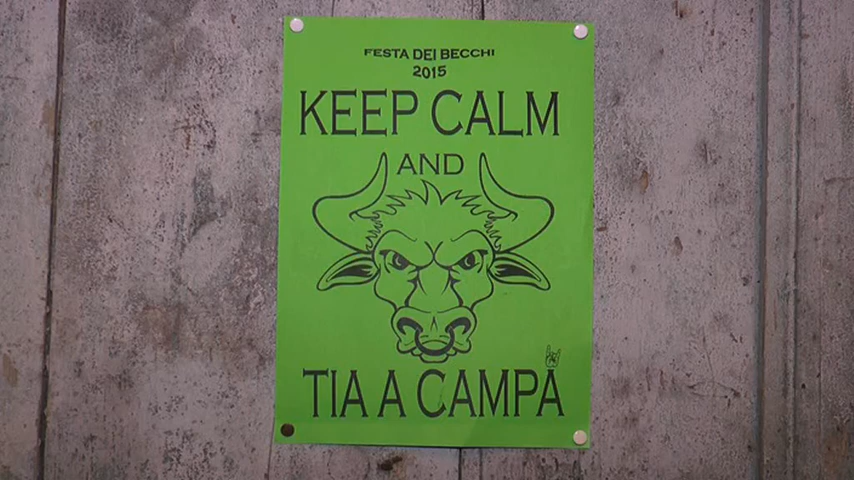 FESTA DEI BECCHI
2015
KEEP CALM
AND
TIA A CAMPÀ